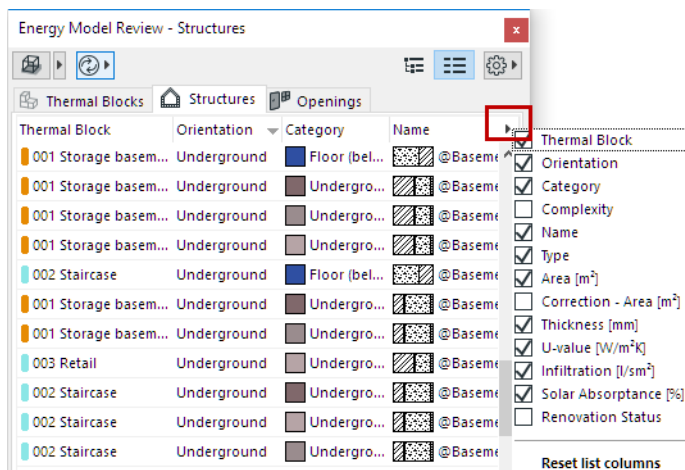 Energy Model Review - Structures
x
Thermal Blocks Structures Openings
Thermal Block Orientation Category Name
001 Storage basem... Underground Floor (bel... @Baseme
001 Storage basem... Underground Undergro... @Baseme
001 Storage basem... Underground Undergro... @Baseme
001 Storage basem... Underground Undergro... @Baseme
002 Staircase Underground Floor (bel... @Baseme
001 Storage basem... Underground Undergro... @Baseme
001 Storage basem... Underground Undergro... @Baseme
003 Retail Underground Undergro... @Baseme
002 Staircase Underground Undergro... @Baseme
002 Staircase Underground Undergro... @Baseme
002 Staircase Underground Undergro... @Baseme
Thermal Block
Orientation
Category
Complexity
Name
Type
Area [m²]
Correction - Area [m²]
Thickness [mm]
U-value [W/m²K]
Infiltration [l/sm²]
Solar Absorptance [%]
Renovation Status
Reset list columns